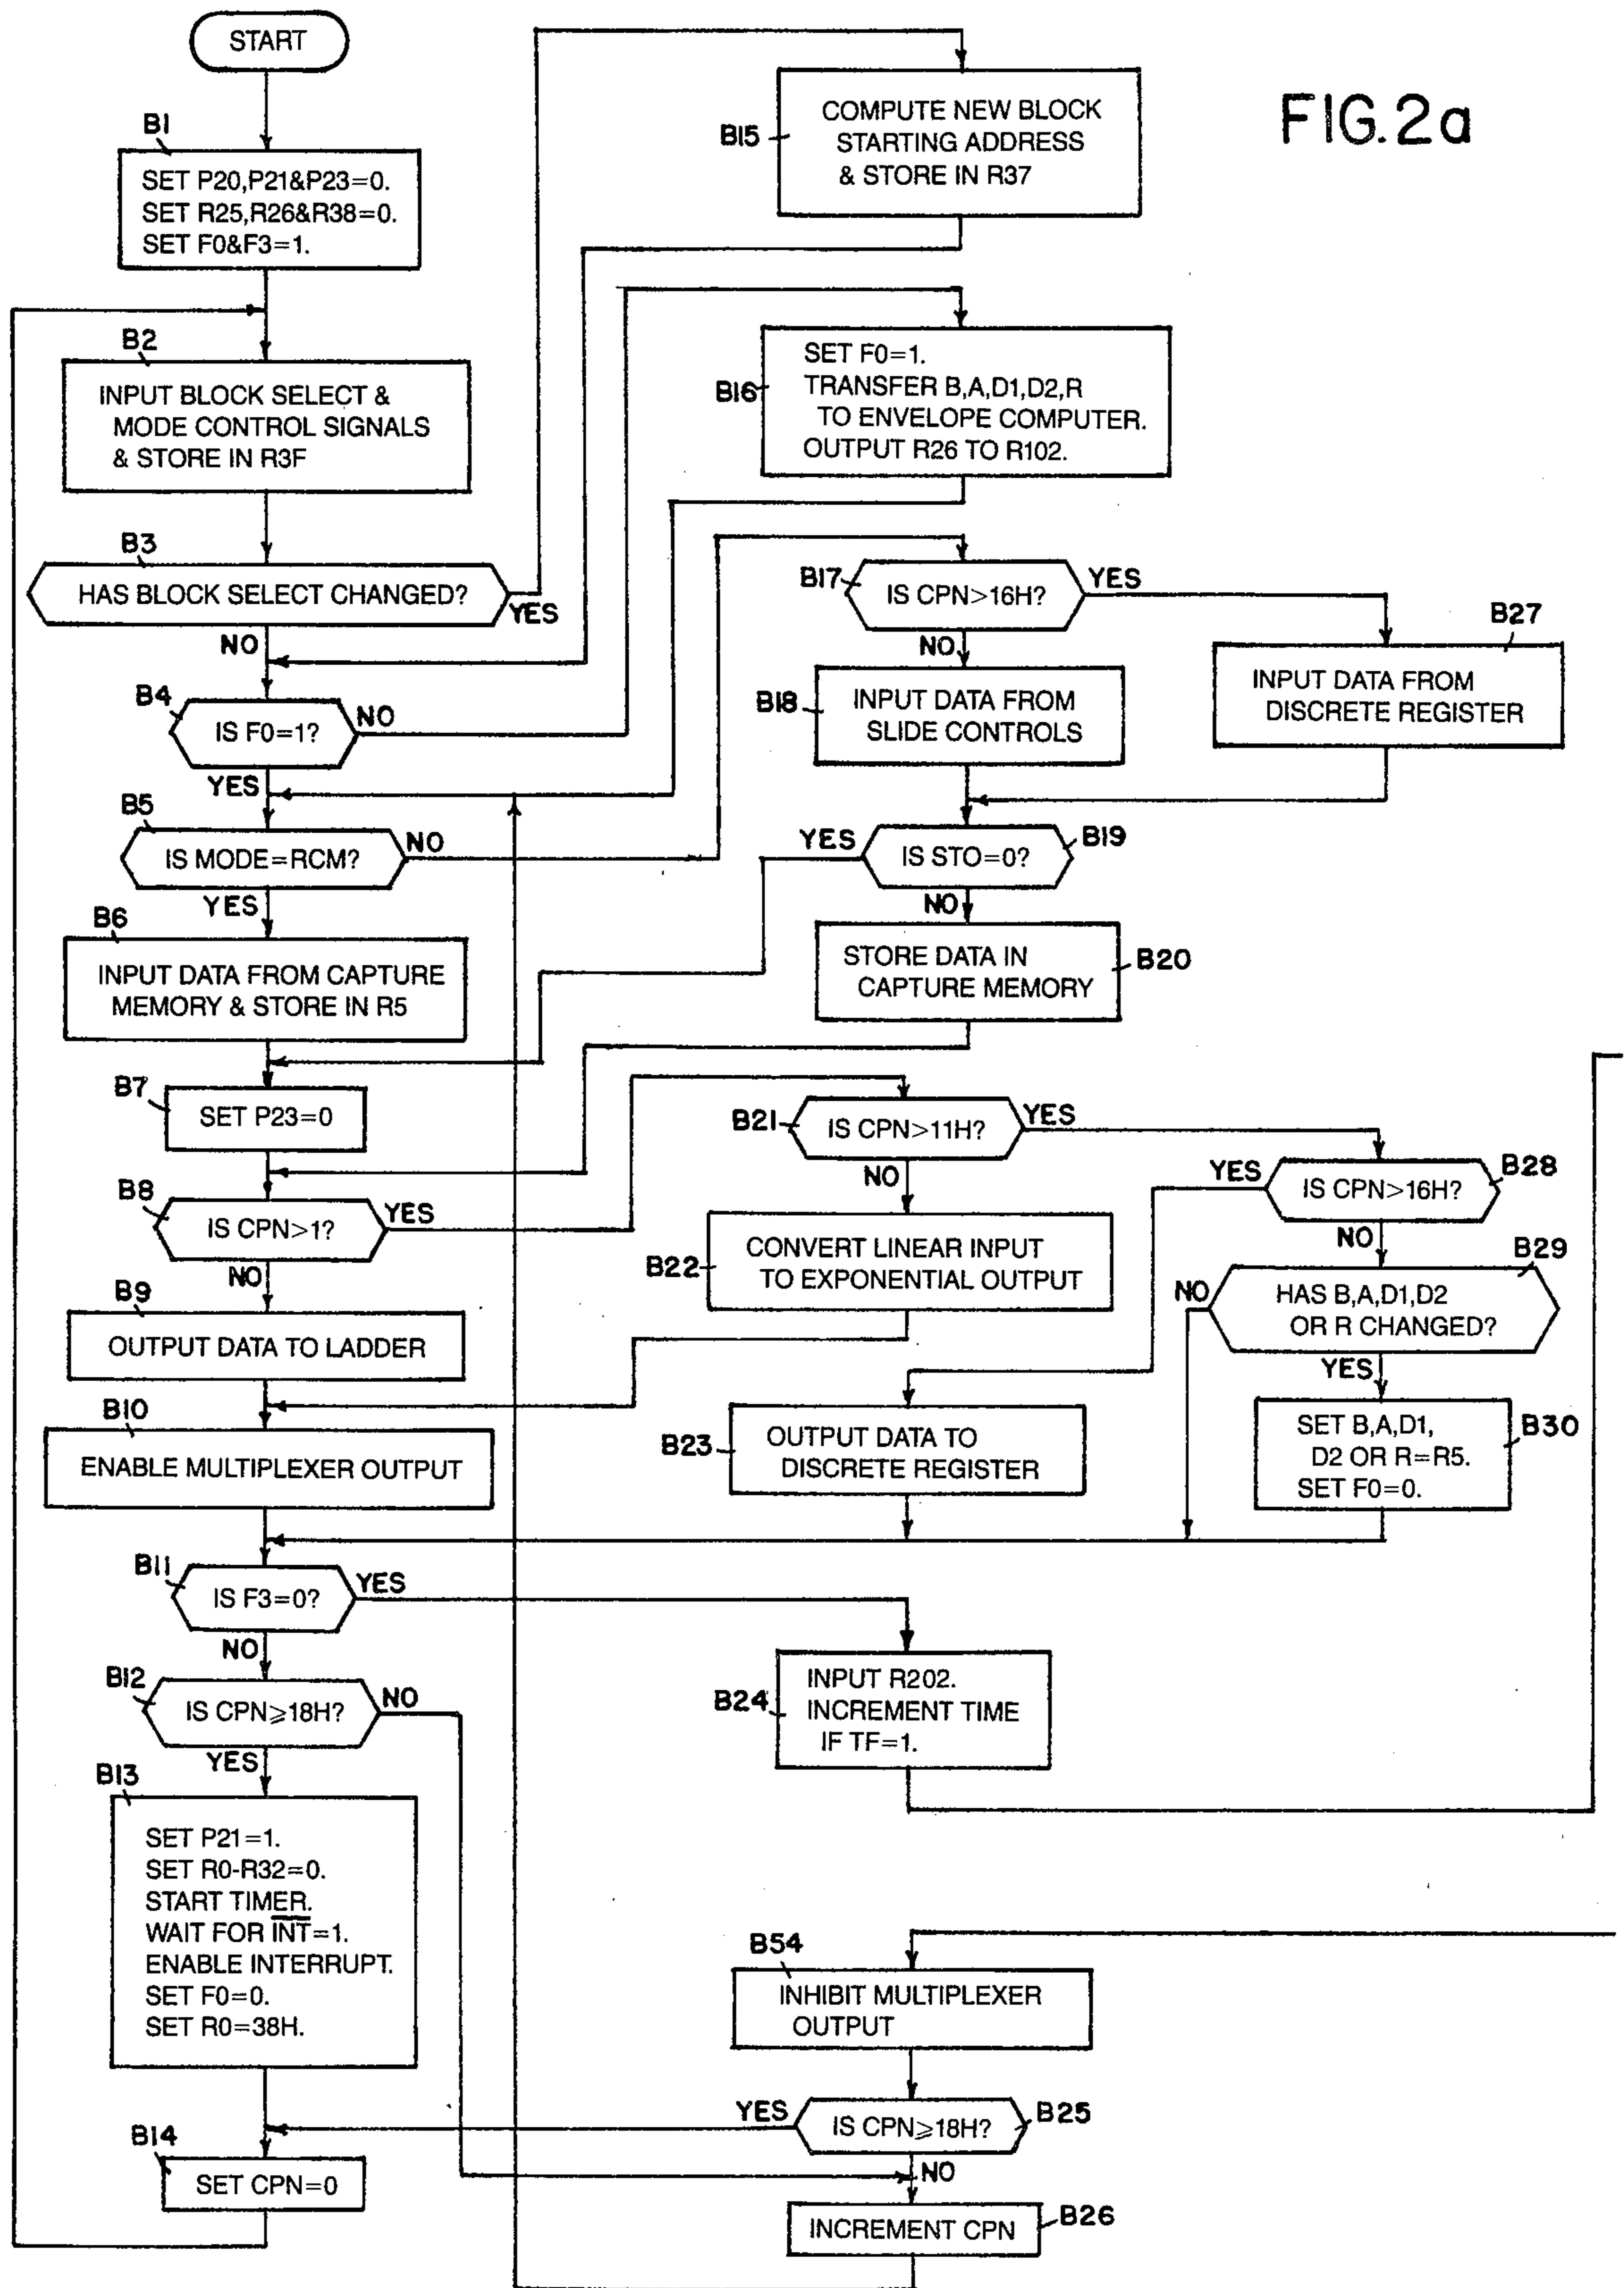 FIG. 2a
START
B1
SET P20,P21&P23=0.
SET R25,R26&R38=0.
SET F0&F3=1.
B2
INPUT BLOCK SELECT &
MODE CONTROL SIGNALS
& STORE IN R3F
B3
HAS BLOCK SELECT CHANGED?
YES
NO
B4
IS F0=1?
NO
YES
B5
IS MODE=RCM?
NO
YES
B6
INPUT DATA FROM CAPTURE
MEMORY & STORE IN R5
B7
SET P23=0
B8
IS CPN>1?
YES
NO
B9
OUTPUT DATA TO LADDER
B10
ENABLE MULTIPLEXER OUTPUT
B11
IS F3=0?
YES
NO
B12
IS CPN⩾18H?
NO
YES
B13
SET P21=1.
SET R0-R32=0.
START TIMER.
WAIT FOR I̅N̅T̅=1.
ENABLE INTERRUPT.
SET F0=0.
SET R0=38H.
B14
SET CPN=0
B15
COMPUTE NEW BLOCK
STARTING ADDRESS
& STORE IN R37
B16
SET F0=1.
TRANSFER B,A,D1,D2,R
TO ENVELOPE COMPUTER.
OUTPUT R26 TO R102.
B17
IS CPN>16H?
YES
NO
B18
INPUT DATA FROM
SLIDE CONTROLS
B27
INPUT DATA FROM
DISCRETE REGISTER
B19
IS STO=0?
YES
NO
B20
STORE DATA IN
CAPTURE MEMORY
B21
IS CPN>11H?
YES
NO
B22
CONVERT LINEAR INPUT
TO EXPONENTIAL OUTPUT
B28
IS CPN>16H?
YES
NO
B29
HAS B,A,D1,D2
OR R CHANGED?
NO
YES
B23
OUTPUT DATA TO
DISCRETE REGISTER
B30
SET B,A,D1,
D2 OR R=R5.
SET F0=0.
B24
INPUT R202.
INCREMENT TIME
IF TF=1.
B54
INHIBIT MULTIPLEXER
OUTPUT
B25
IS CPN⩾18H?
YES
NO
B26
INCREMENT CPN